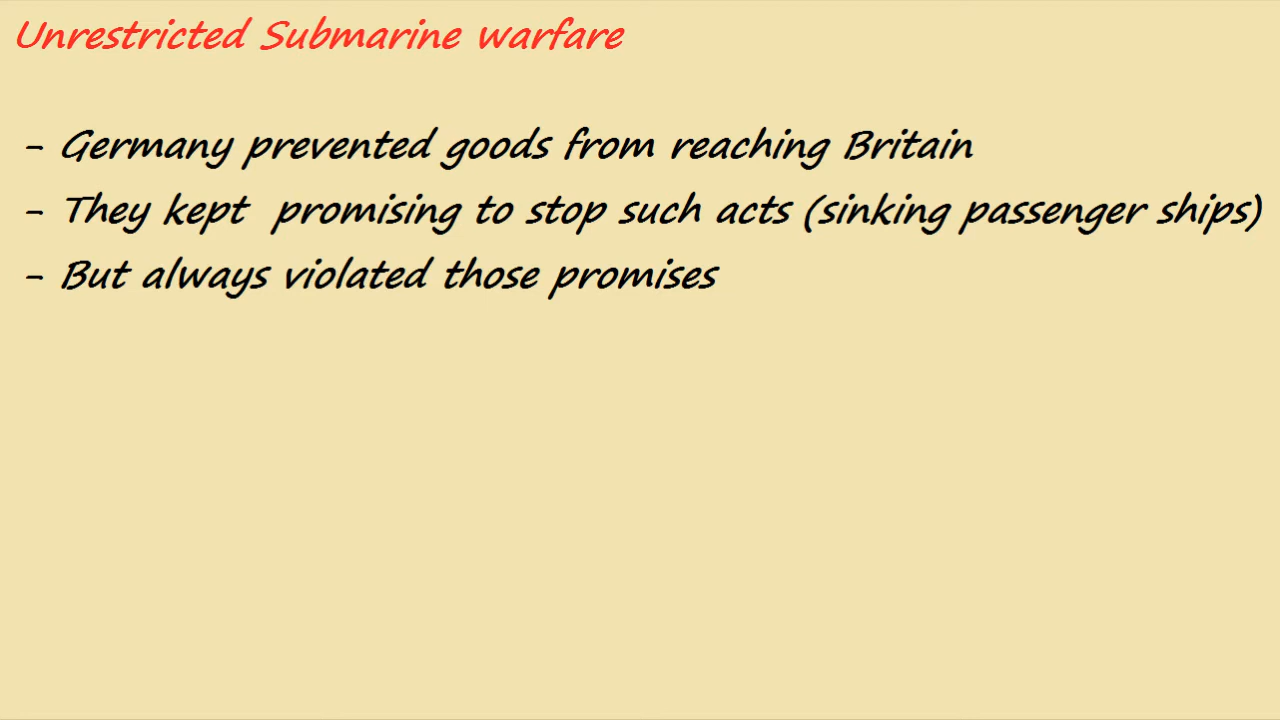 Unrestricted Submarine warfare
- Germany prevented goods from reaching Britain
- They kept  promising to stop such acts (sinking passenger ships)
- But always violated those promises